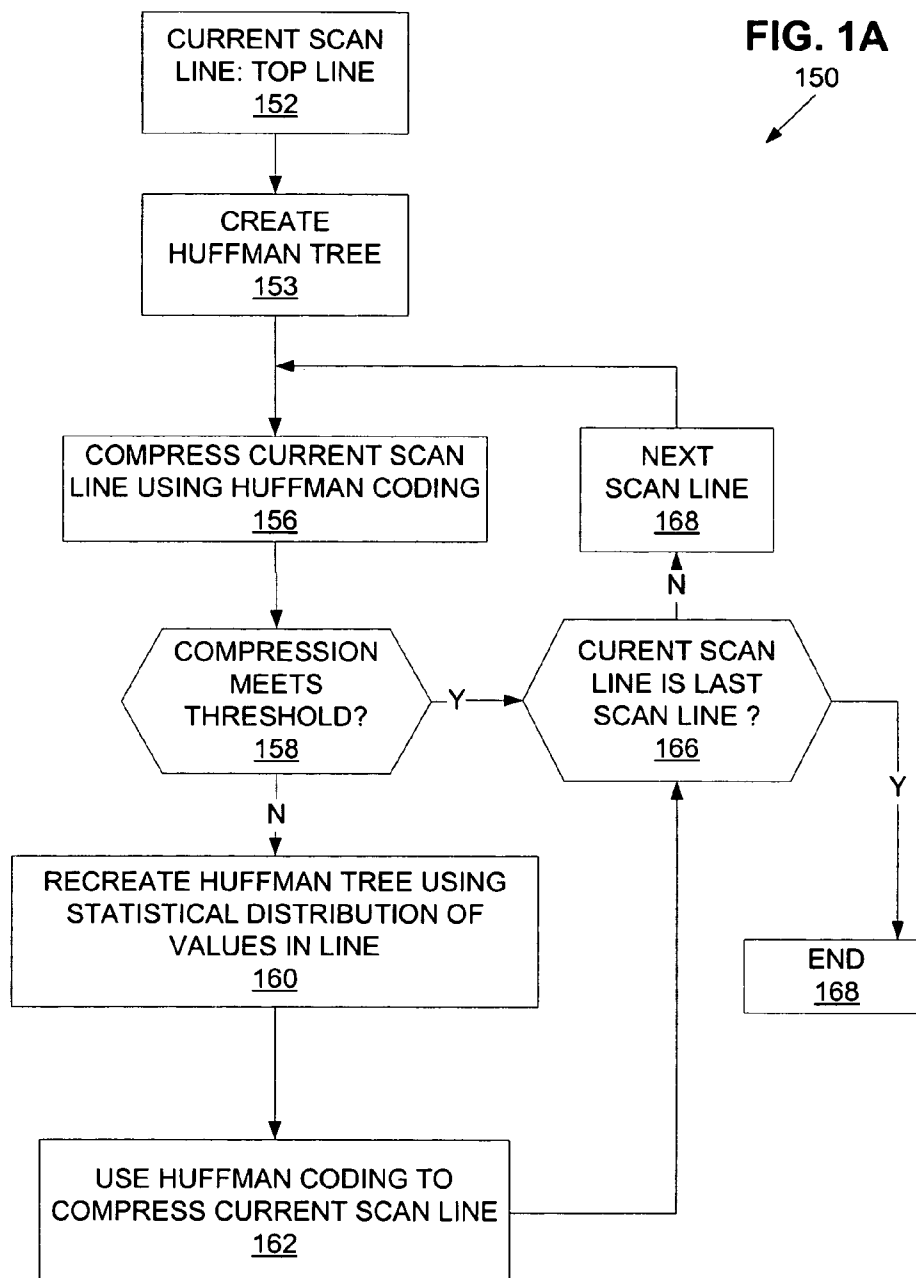 FIG. 1A
150
CURRENT SCAN
LINE: TOP LINE
152
CREATE
HUFFMAN TREE
153
COMPRESS CURRENT SCAN
LINE USING HUFFMAN CODING
156
NEXT
SCAN LINE
168
N
COMPRESSION
MEETS
THRESHOLD?
158
Y
CURENT SCAN
LINE IS LAST
SCAN LINE ?
166
Y
N
RECREATE HUFFMAN TREE USING
STATISTICAL DISTRIBUTION OF
VALUES IN LINE
160
END
168
USE HUFFMAN CODING TO
COMPRESS CURRENT SCAN LINE
162